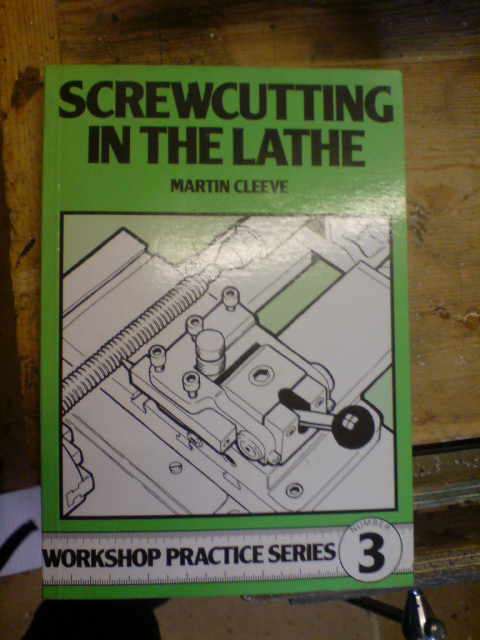 SCREWCUTTING
IN THE LATHE
MARTIN CLEEVE
WORKSHOP PRACTICE SERIES
NUMBER
3